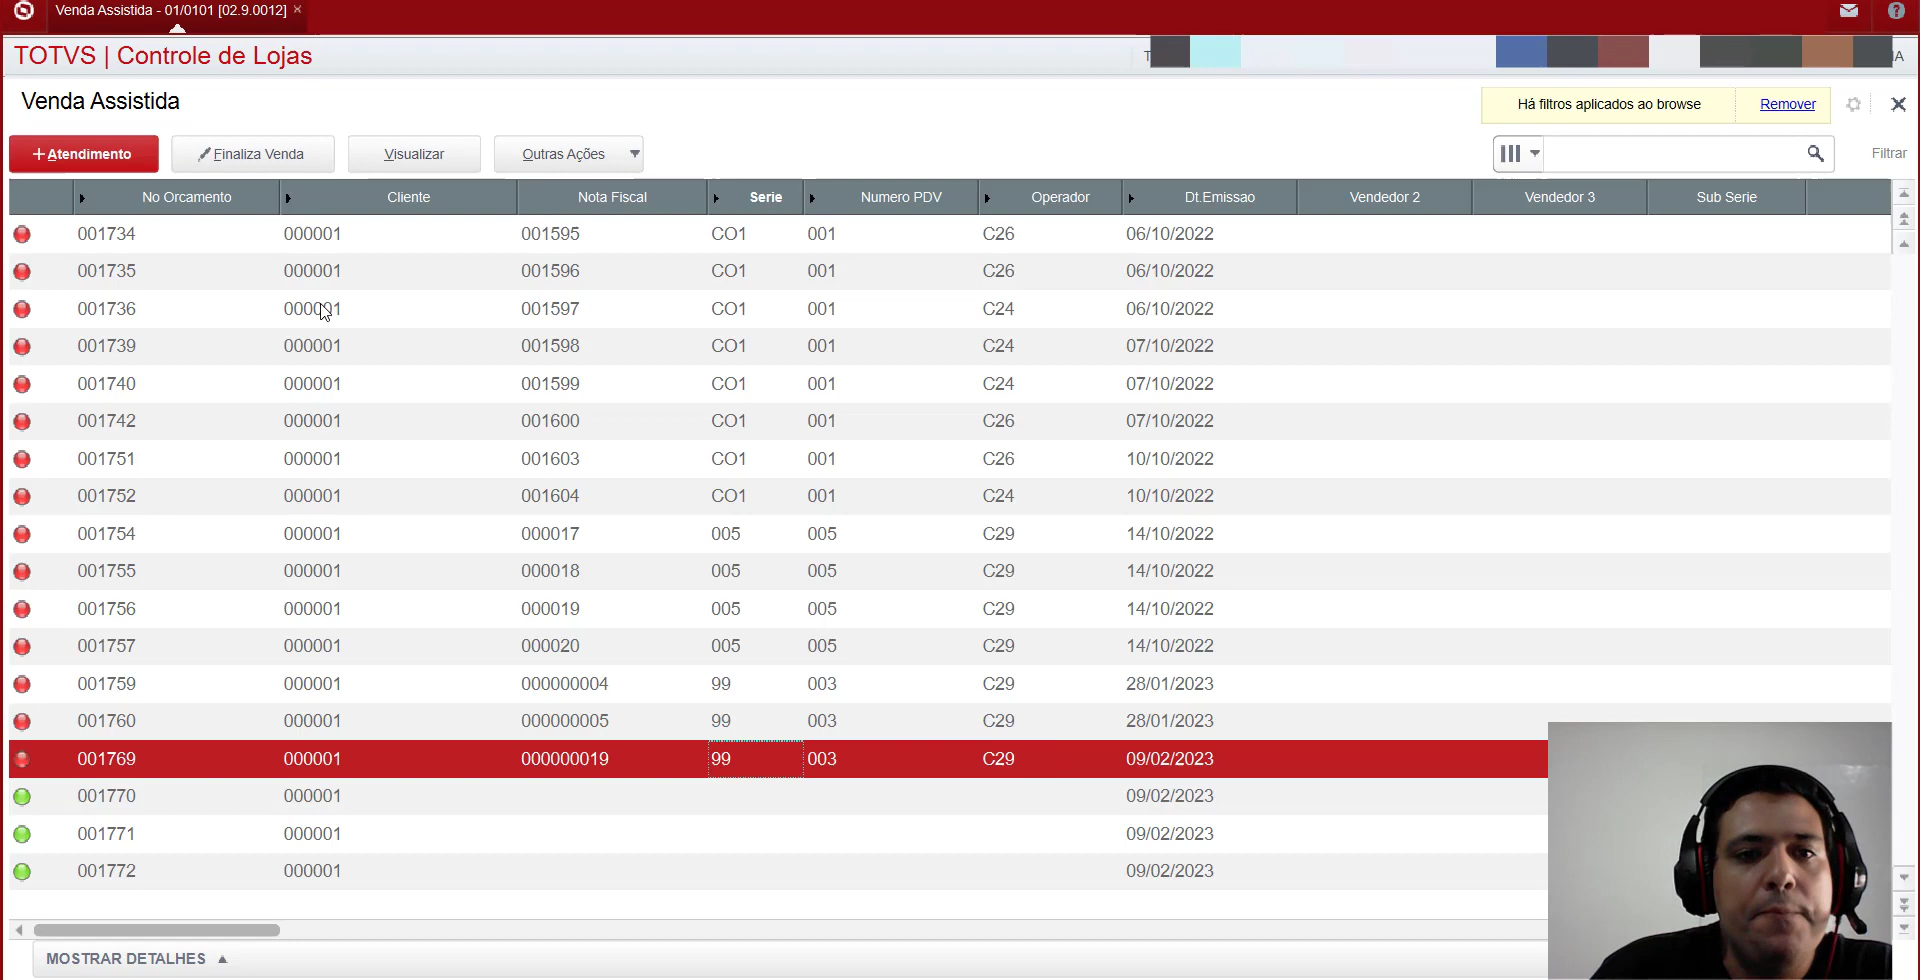 Venda Assistida - 01/0101 [02.9.0012] ×
TOTVS | Controle de Lojas
Venda Assistida
Há filtros aplicados ao browse Remover
+Atendimento Finaliza Venda Visualizar Outras Ações Filtrar
No Orcamento Cliente Nota Fiscal Serie Numero PDV Operador Dt.Emissao Vendedor 2 Vendedor 3 Sub Serie
001734 000001 001595 CO1 001 C26 06/10/2022
001735 000001 001596 CO1 001 C26 06/10/2022
001736 000001 001597 CO1 001 C24 06/10/2022
001739 000001 001598 CO1 001 C24 07/10/2022
001740 000001 001599 CO1 001 C24 07/10/2022
001742 000001 001600 CO1 001 C26 07/10/2022
001751 000001 001603 CO1 001 C26 10/10/2022
001752 000001 001604 CO1 001 C24 10/10/2022
001754 000001 000017 005 005 C29 14/10/2022
001755 000001 000018 005 005 C29 14/10/2022
001756 000001 000019 005 005 C29 14/10/2022
001757 000001 000020 005 005 C29 14/10/2022
001759 000001 000000004 99 003 C29 28/01/2023
001760 000001 000000005 99 003 C29 28/01/2023
001769 000001 000000019 99 003 C29 09/02/2023
001770 000001 09/02/2023
001771 000001 09/02/2023
001772 000001 09/02/2023
MOSTRAR DETALHES